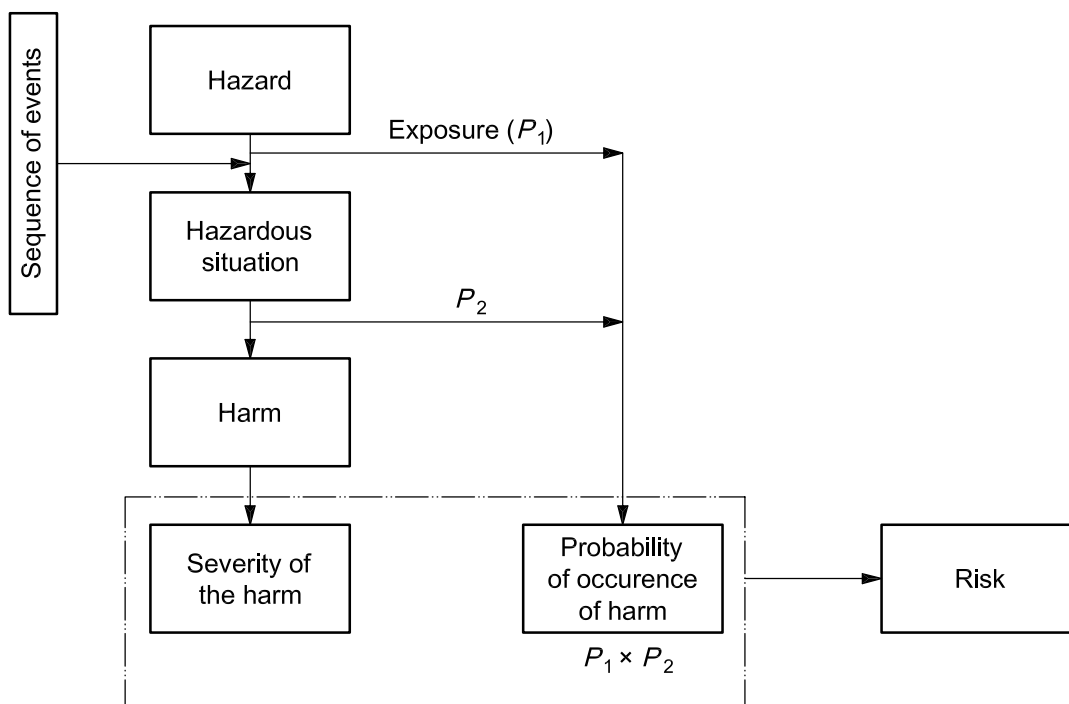 Sequence of events
Hazard
Exposure (P1)
Hazardous
situation
P2
Harm
Severity of
the harm
Probability
of occurence
of harm
P1 × P2
Risk